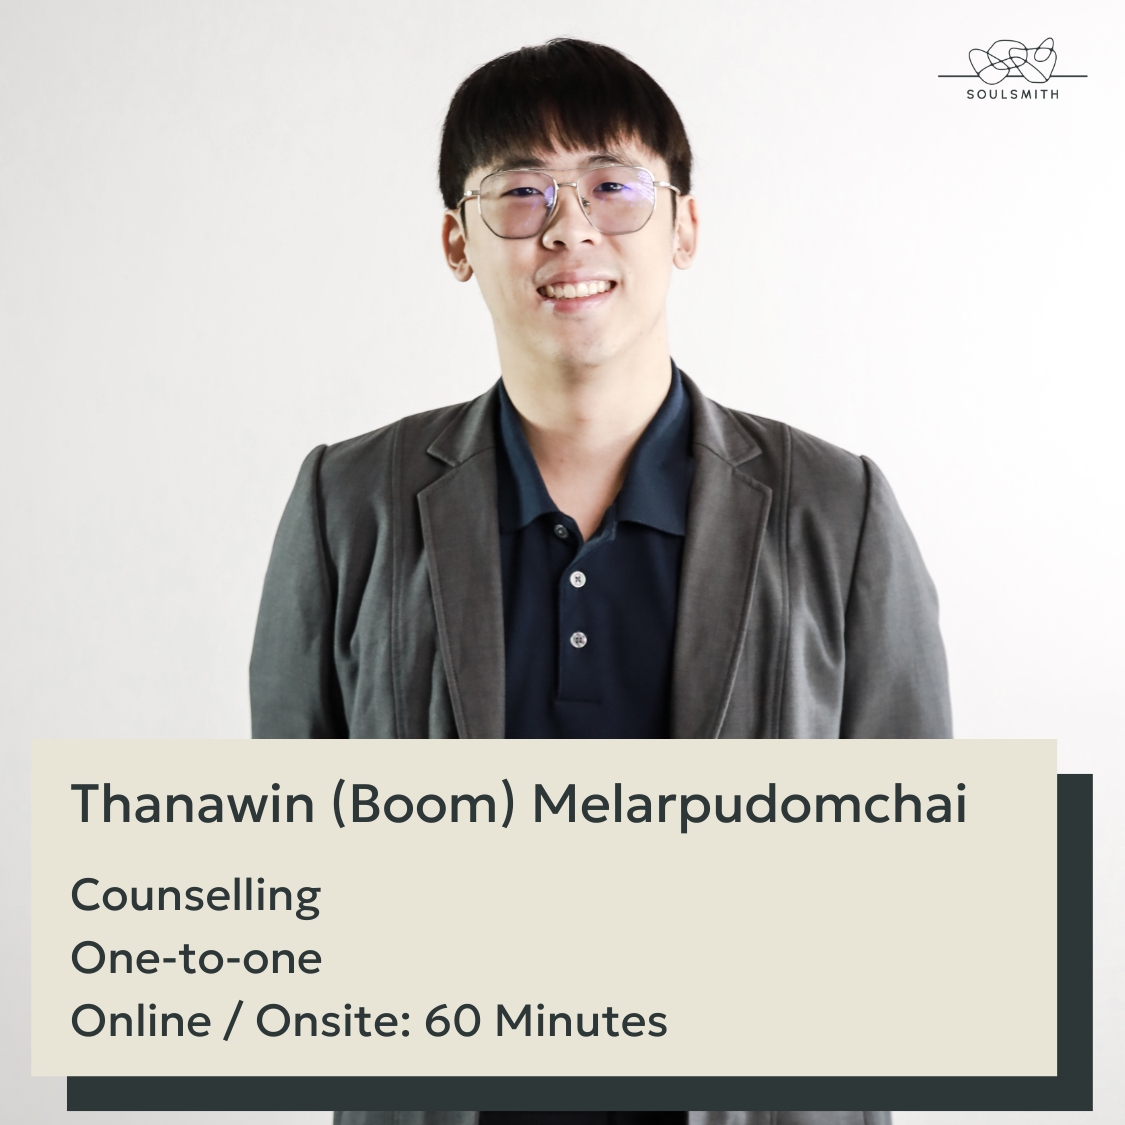 SOULSMITH
Thanawin (Boom) Melarpudomchai
Counselling
One-to-one
Online / Onsite: 60 Minutes